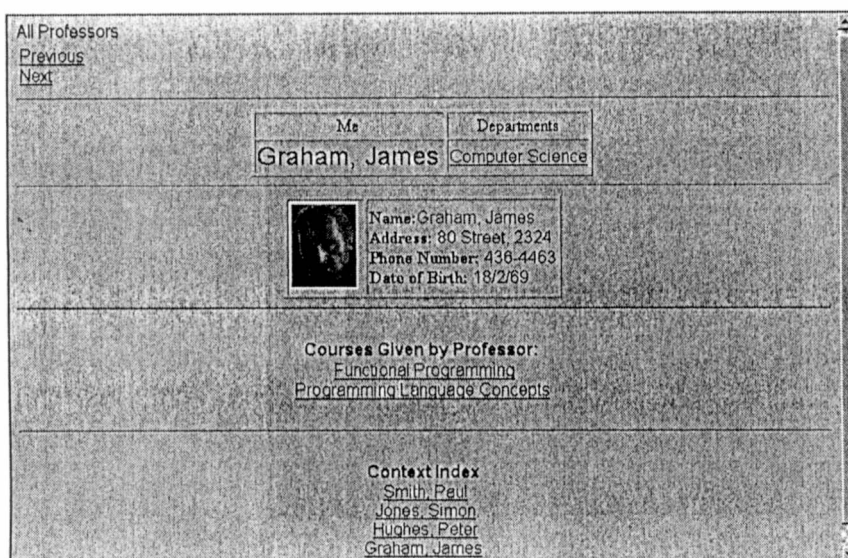 All Professors
Previous
Next
Me Departments
Graham, James Computer Science
Name: Graham, James
Address: 80 Street, 2324
Phone Number: 436-4463
Date of Birth: 18/2/69
Courses Given by Professor:
Functional Programming
Programming Language Concepts
Context Index
Smith, Paul
Jones, Simon
Hughes, Peter
Graham, James